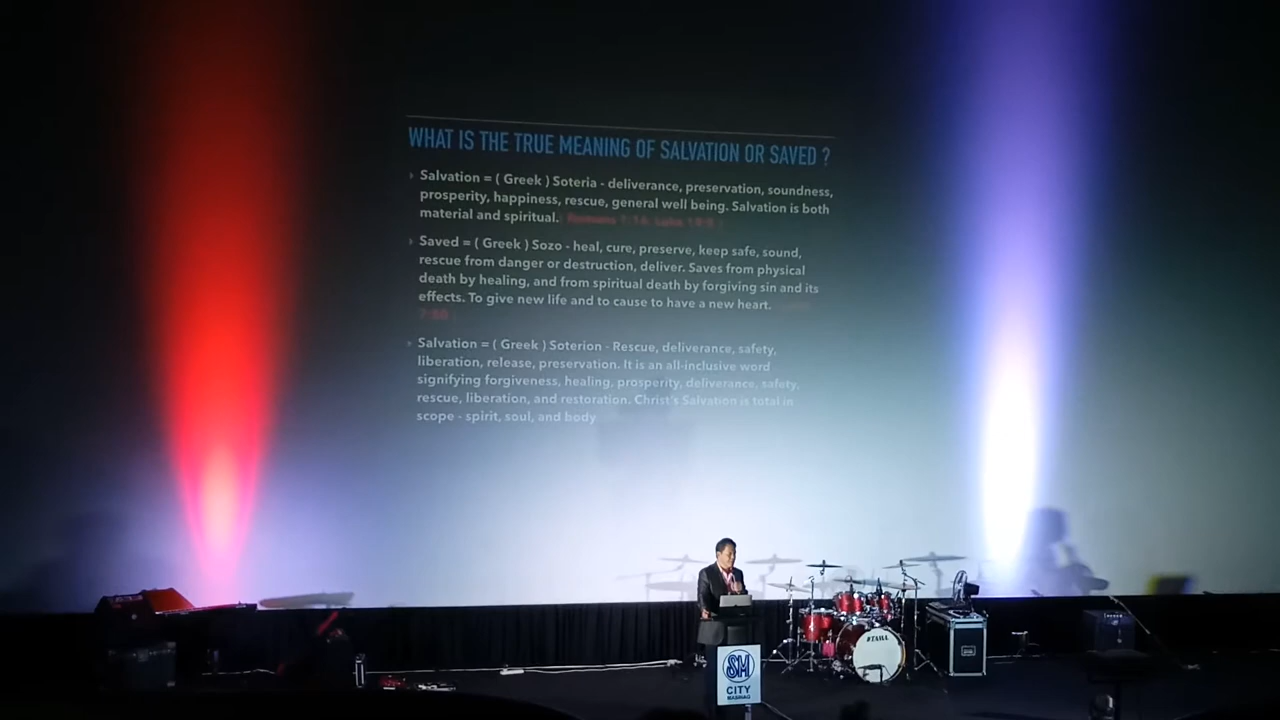 WHAT IS THE TRUE MEANING OF SALVATION OR SAVED ?
Salvation = ( Greek ) Soteria - deliverance, preservation, soundness,
prosperity, happiness, rescue, general well being. Salvation is both
material and spiritual.
Saved = ( Greek ) Sozo - heal, cure, preserve, keep safe, sound,
rescue from danger or destruction, deliver. Saves from physical
death by healing, and from spiritual death by forgiving sin and its
effects. To give new life and to cause to have a new heart.
7:50
Salvation = ( Greek ) Soterion - Rescue, deliverance, safety,
liberation, release, preservation. It is an all-inclusive word
signifying forgiveness, healing, prosperity, deliverance, safety,
rescue, liberation, and restoration. Christ's Salvation is total in
scope - spirit, soul, and body
TAMA
SM
CITY
MASINAG